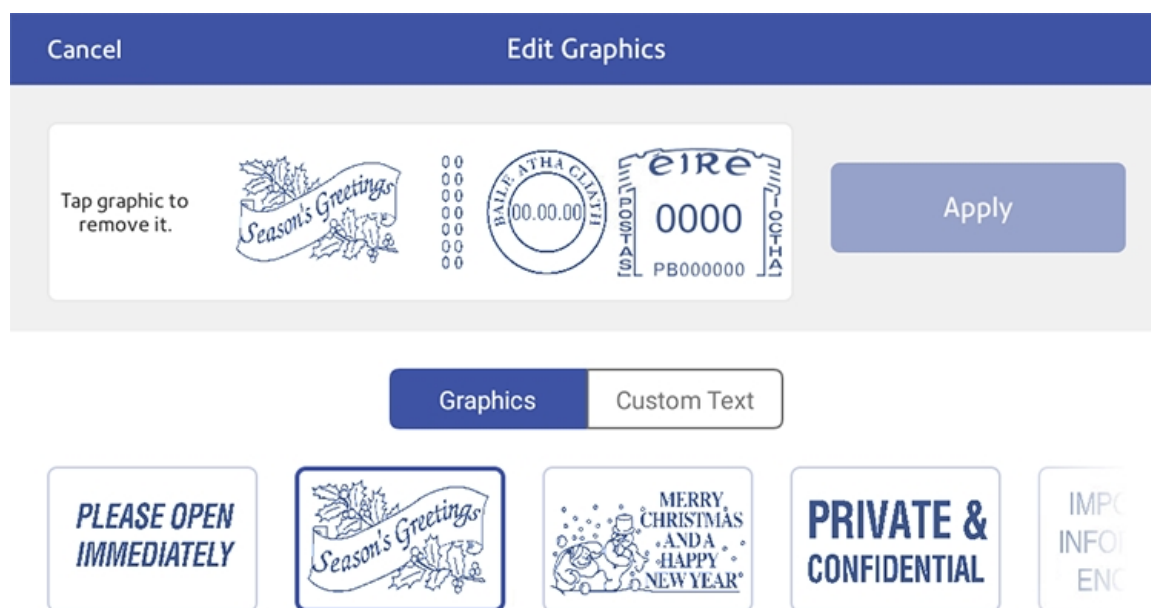 Cancel
Edit Graphics
Tap graphic to
remove it.
Season's Greetings
00
00
00
00
00
00
00
BAILE ATHA CLIATH
00.00.00
éIRe
POSTAS
0000
ÍOCTHA
PB000000
Apply
Graphics
Custom Text
PLEASE OPEN
IMMEDIATELY
Season's Greetings
MERRY
CHRISTMAS
AND A
HAPPY
NEW YEAR
PRIVATE &
CONFIDENTIAL